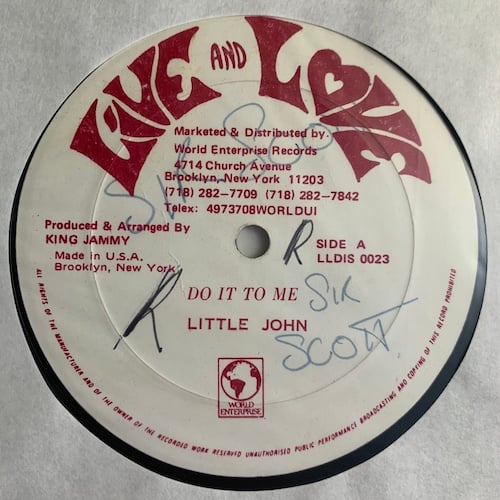 LIVE AND LOVE
Marketed & Distributed by:
World Enterprise Records
4714 Church Avenue
Brooklyn, New York 11203
(718) 282-7709 (718) 282-7842
Telex: 4973708WORLDUI
Produced & Arranged By
KING JAMMY
Made in U.S.A.
Brooklyn, New York
R SIDE A
LLDIS 0023
R
DO IT TO ME SIR
LITTLE JOHN SCOTT
WORLD
ENTERPRISE
ALL RIGHTS OF THE MANUFACTURER AND OF THE OWNER OF THE RECORDED WORK RESERVED UNAUTHORISED PUBLIC PERFORMANCE BROADCASTING AND COPYING OF THIS RECORD PROHIBITED